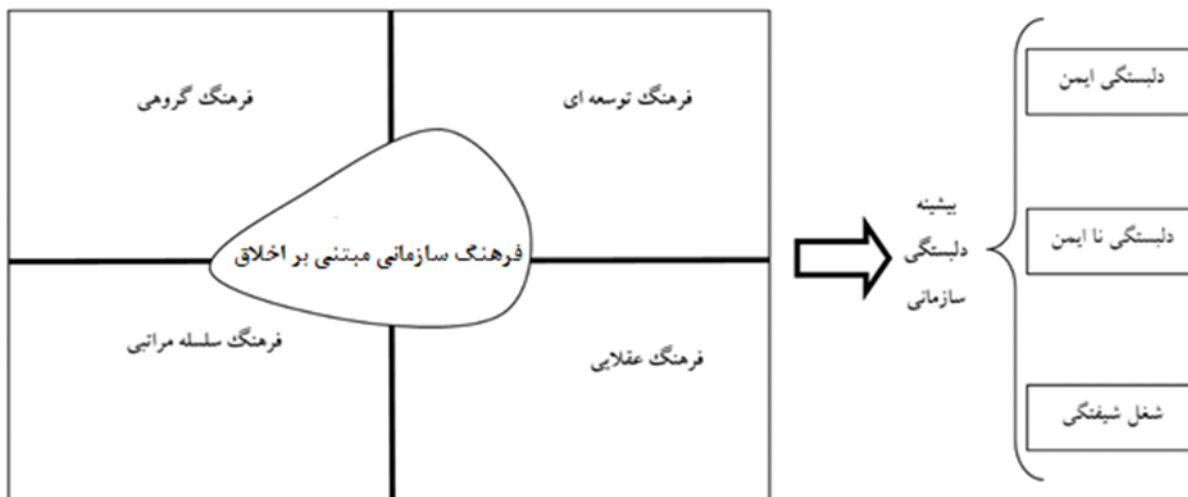 فرهنگ توسعه ای
فرهنگ گروهی
فرهنگ سازمانی مبتنی بر اخلاق
فرهنگ عقلایی
فرهنگ سلسله مراتبی
بیشینه
دلبستگی
سازمانی
دلبستگی ایمن
دلبستگی نا ایمن
شغل شیفتگی